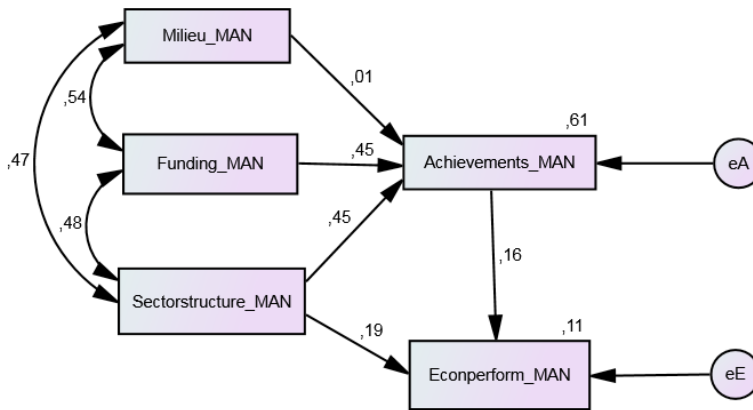 Milieu_MAN
,01
,54
,61
,47
Funding_MAN
,45
Achievements_MAN
eA
,48
,45
,16
Sectorstructure_MAN
,19
,11
Econperform_MAN
eE